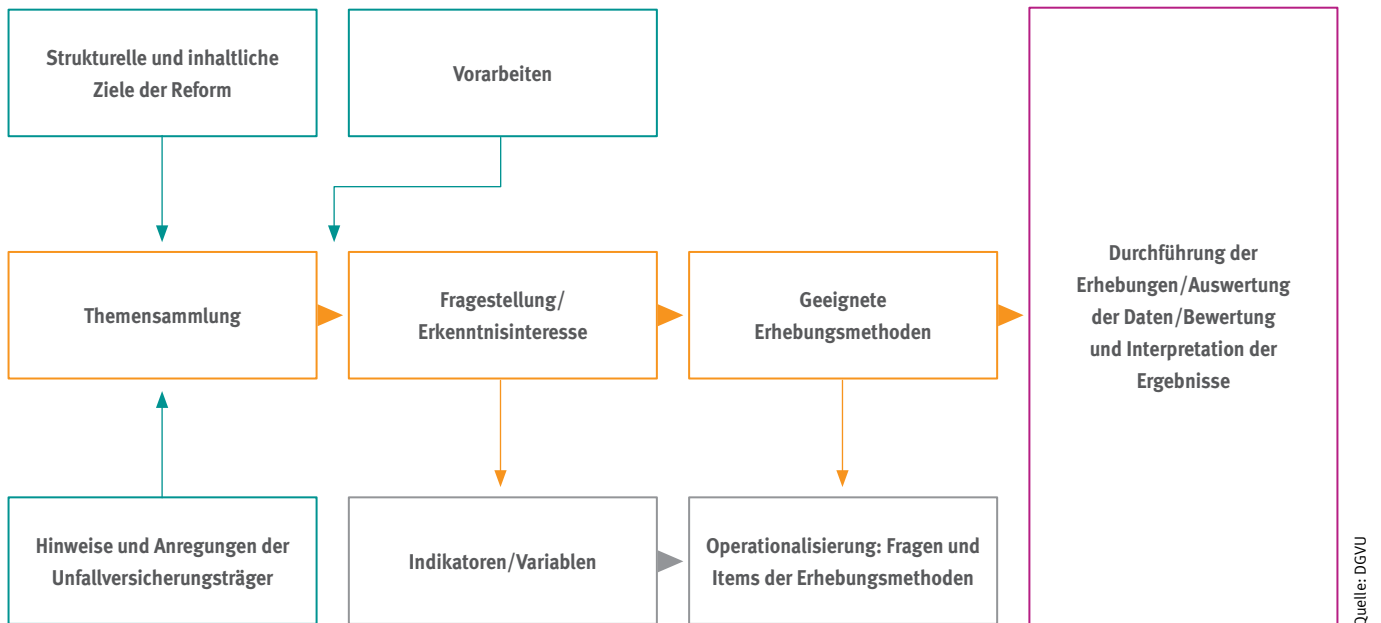 Strukturelle und inhaltliche
Ziele der Reform
Vorarbeiten
Themensammlung
Fragestellung/
Erkenntnisinteresse
Geeignete
Erhebungsmethoden
Durchführung der
Erhebungen/Auswertung
der Daten/Bewertung
und Interpretation der
Ergebnisse
Hinweise und Anregungen der
Unfallversicherungsträger
Indikatoren/Variablen
Operationalisierung: Fragen und
Items der Erhebungsmethoden
Quelle: DGVU